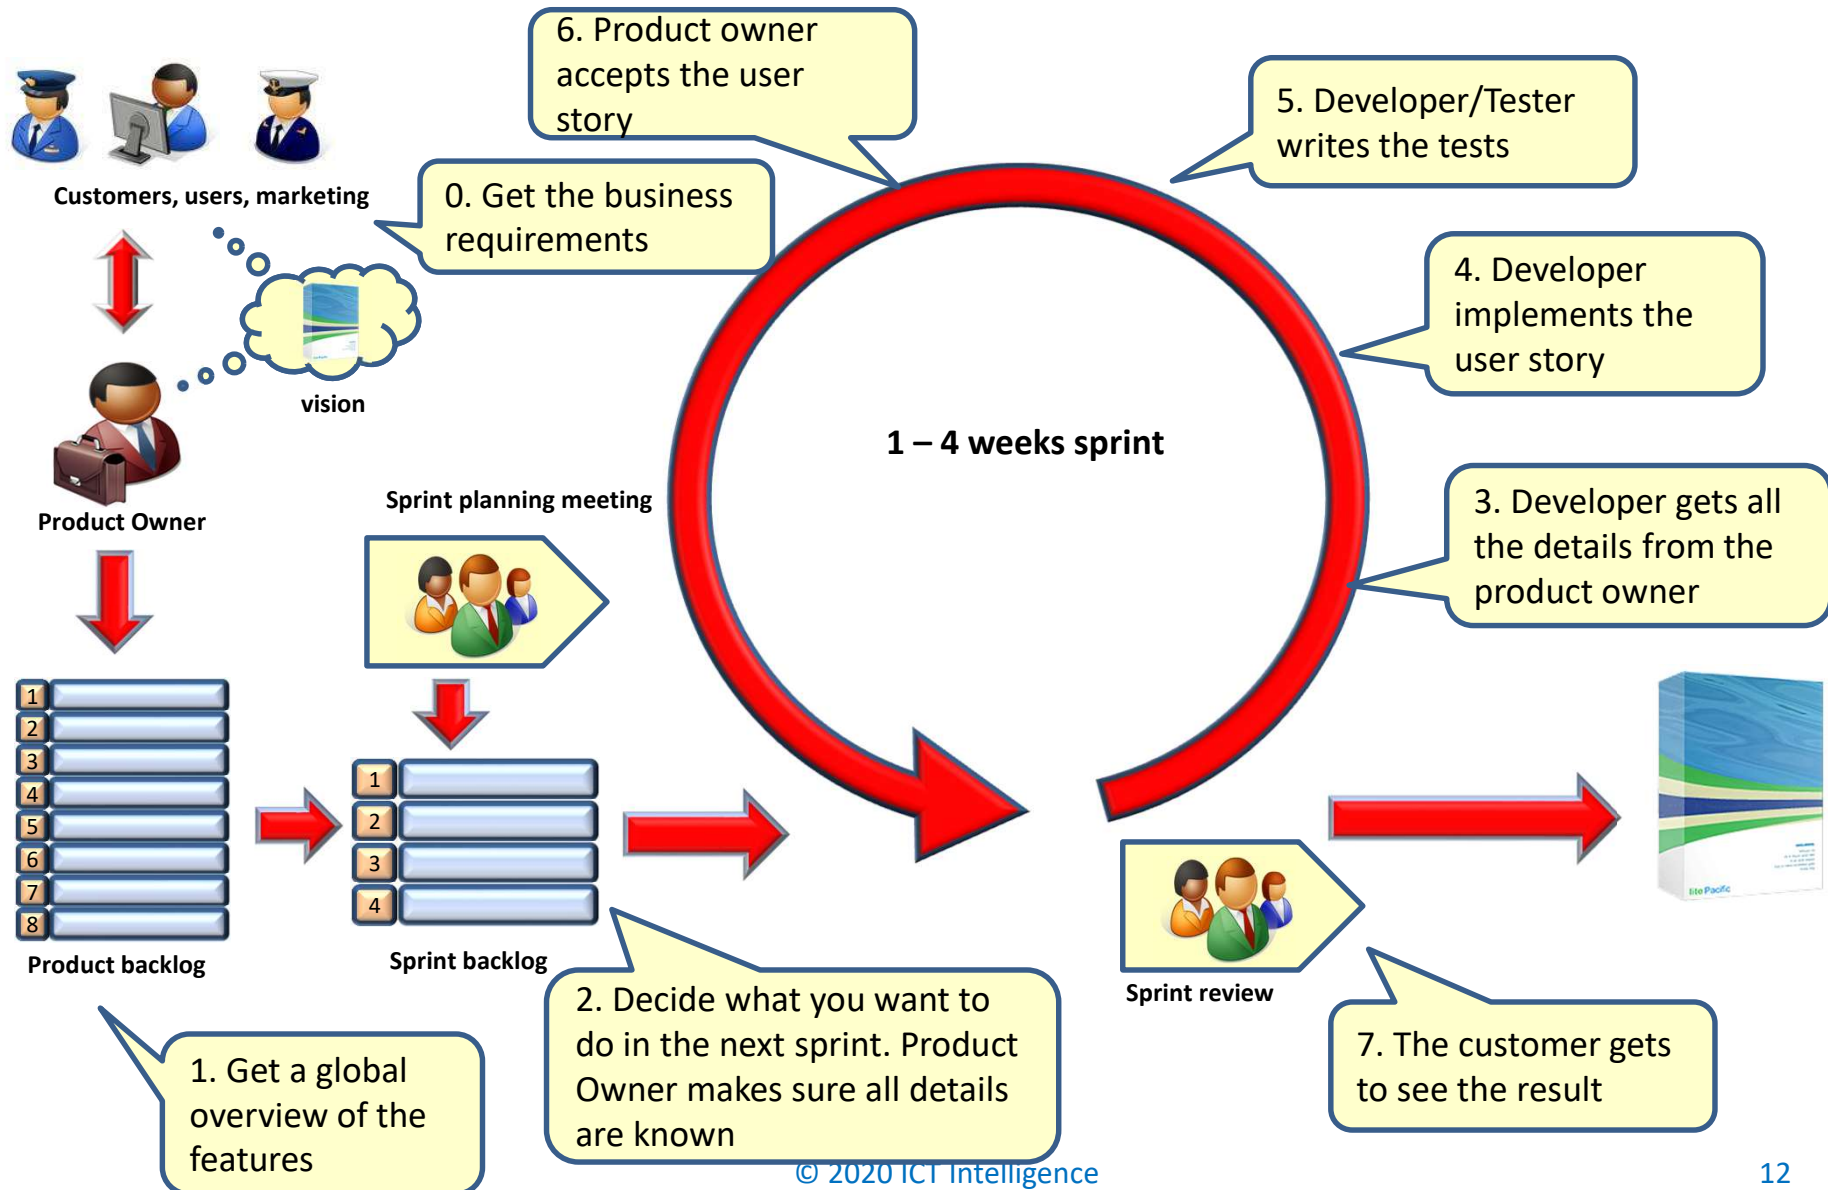 6. Product owner
accepts the user
story
5. Developer/Tester
writes the tests
Customers, users, marketing
0. Get the business
requirements
4. Developer
implements the
user story
vision
1 – 4 weeks sprint
Product Owner
Sprint planning meeting
3. Developer gets all
the details from the
product owner
1
2
3
4
5
6
7
8
1
2
3
4
lite Pacific
Product backlog
Sprint backlog
Sprint review
2. Decide what you want to
do in the next sprint. Product
Owner makes sure all details
are known
7. The customer gets
to see the result
1. Get a global
overview of the
features
© 2020 ICT Intelligence
12